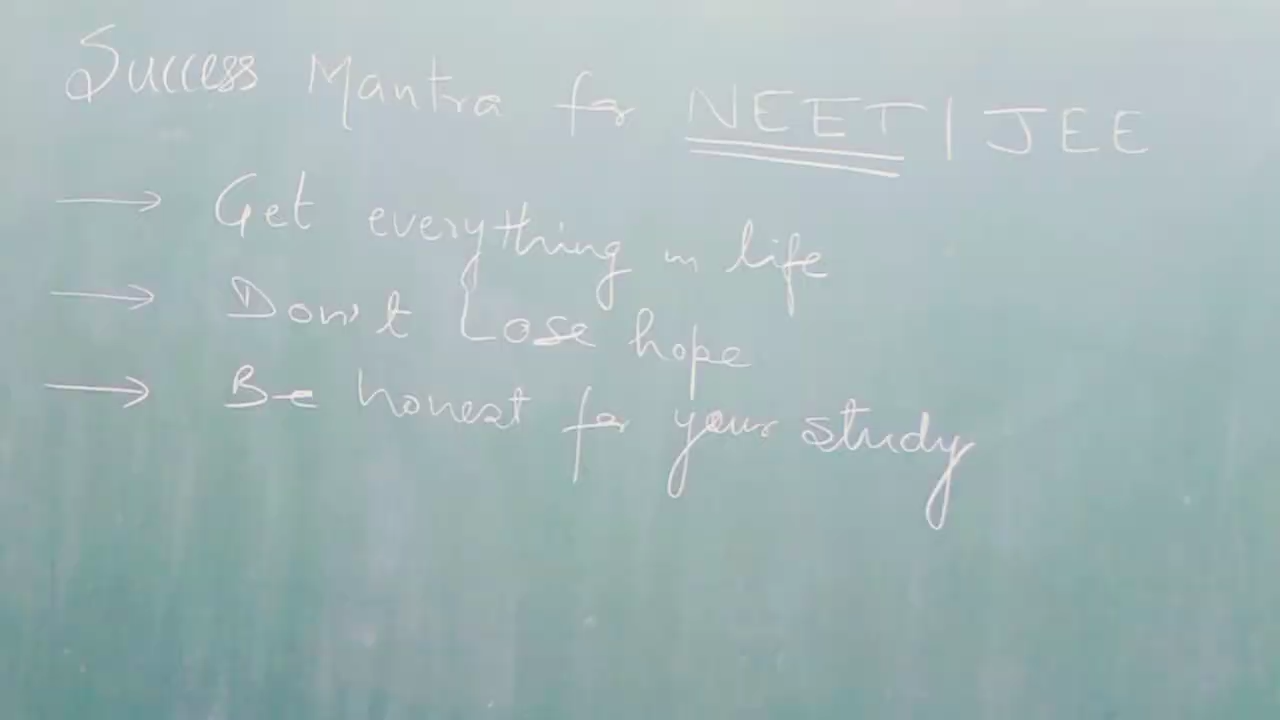 Success Mantra for NEET | JEE
→ Get everything in life
→ Don't Lose hope
→ Be honest for your study